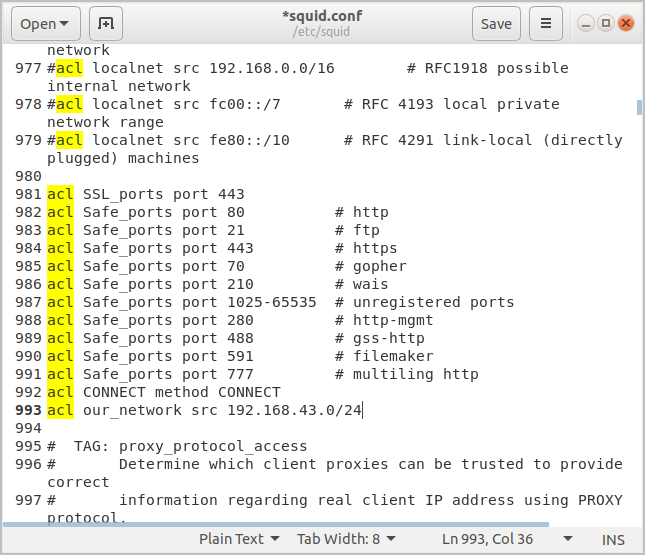 Open
*squid.conf
/etc/squid
Save
network
977 #acl localnet src 192.168.0.0/16        # RFC1918 possible
internal network
978 #acl localnet src fc00::/7       # RFC 4193 local private
network range
979 #acl localnet src fe80::/10      # RFC 4291 link-local (directly
plugged) machines
980
981 acl SSL_ports port 443
982 acl Safe_ports port 80          # http
983 acl Safe_ports port 21          # ftp
984 acl Safe_ports port 443         # https
985 acl Safe_ports port 70          # gopher
986 acl Safe_ports port 210         # wais
987 acl Safe_ports port 1025-65535  # unregistered ports
988 acl Safe_ports port 280         # http-mgmt
989 acl Safe_ports port 488         # gss-http
990 acl Safe_ports port 591         # filemaker
991 acl Safe_ports port 777         # multiling http
992 acl CONNECT method CONNECT
993 acl our_network src 192.168.43.0/24
994
995 #  TAG: proxy_protocol_access
996 #       Determine which client proxies can be trusted to provide
correct
997 #       information regarding real client IP address using PROXY
protocol.
Plain Text
Tab Width: 8
Ln 993, Col 36
INS